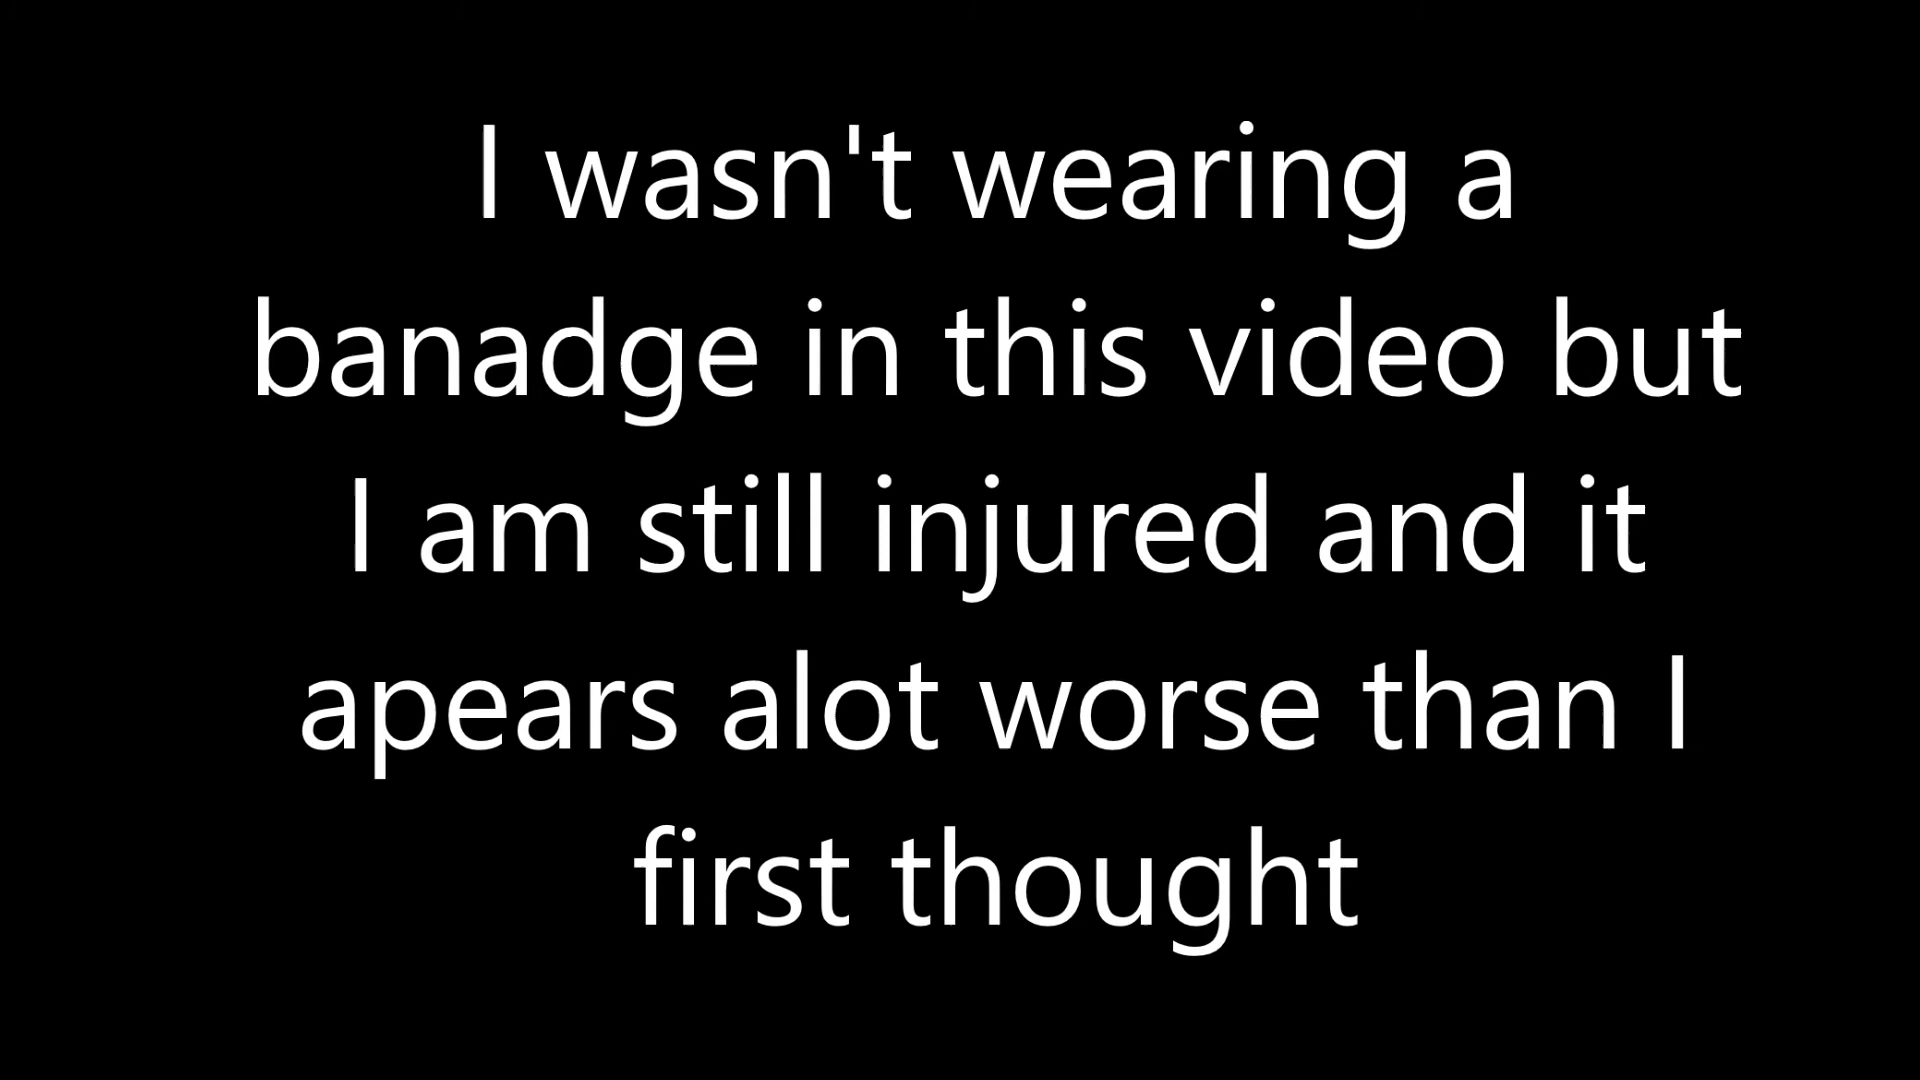 I wasn't wearing a
banadge in this video but
I am still injured and it
apears alot worse than I
first thought